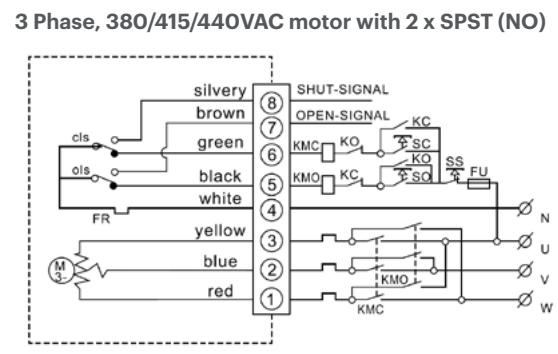 3 Phase, 380/415/440VAC motor with 2 x SPST (NO)
silvery 8 SHUT-SIGNAL
brown 7 OPEN-SIGNAL KC
cls green 6 KMC KO SC
KO SS
ols black 5 KMO KC SO FU
white 4 N
FR
yellow 3 U
M 3~ blue 2 KMO V
red 1 KMC W